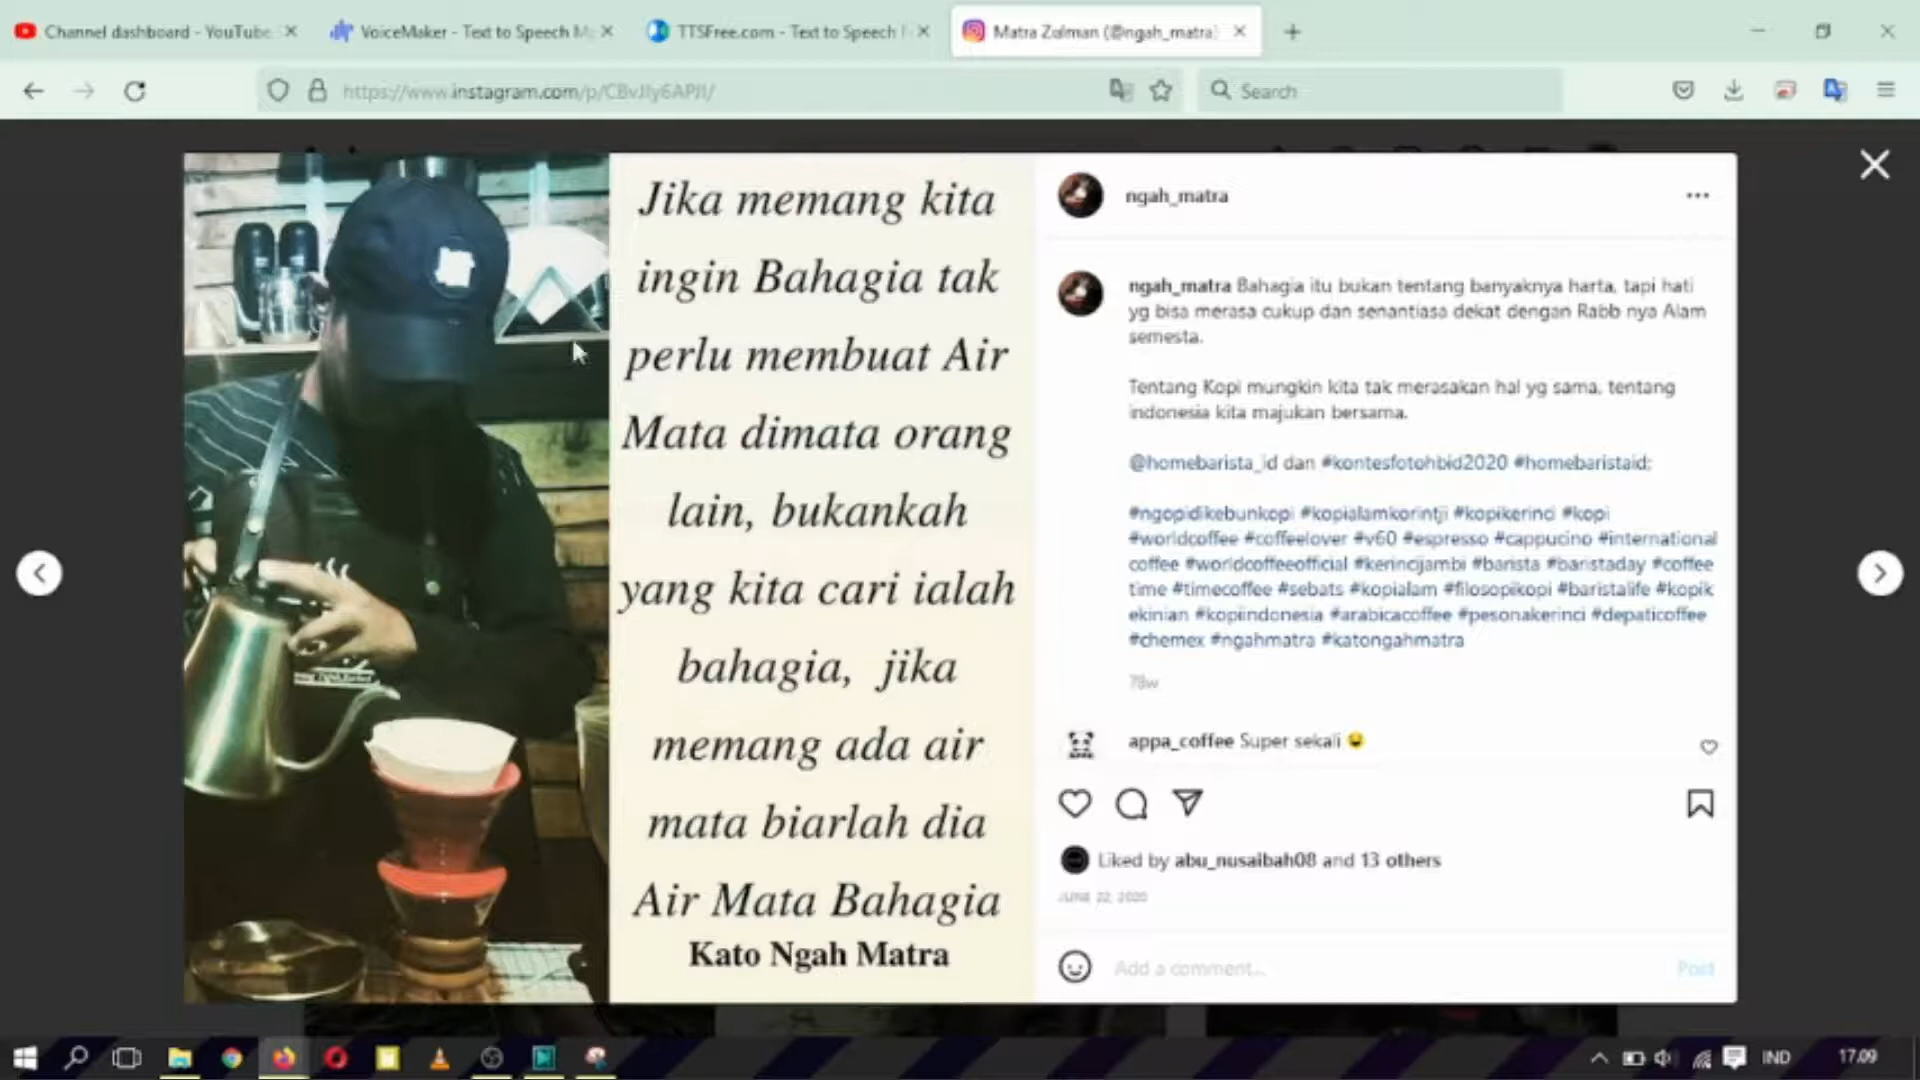 Channel dashboard - YouTube
VoiceMaker - Text to Speech
TTSFree.com - Text to Speech
Matra Zulman (@ngah_matra)
https://www.instagram.com/p/
Search
Jika memang kita
ingin Bahagia tak
perlu membuat Air
Mata dimata orang
lain, bukankah
yang kita cari ialah
bahagia, jika
memang ada air
mata biarlah dia
Air Mata Bahagia
Kato Ngah Matra
ngah_matra
ngah_matra Bahagia itu bukan tentang banyaknya harta, tapi hati
yg bisa merasa cukup dan senantiasa dekat dengan Rabb nya Alam
semesta.
Tentang Kopi mungkin kita tak merasakan hal yg sama, tentang
indonesia kita majukan bersama.
@homebarista_id dan #kontesfotohbid2020 #homebaristaid;
#ngopidikebunkopi #kopialamkorintji #kopikerinci #kopi
#worldcoffee #coffeelover #v60 #espresso #cappucino #international
coffee #worldcoffeeofficial #kerincijambi #barista #baristaday #coffee
time #timecoffee #sebats #kopialam #filosopikopi #baristalife #kopik
ekinian #kopiindonesia #arabicacoffee #pesonakerinci #depaticoffee
#chemex #ngahmatra #katongahmatra
78w
appa_coffee Super sekali 😉
Liked by abu_nusaibah08 and 13 others
JUNE 22, 2020
Add a comment...
Post
IND
17.09